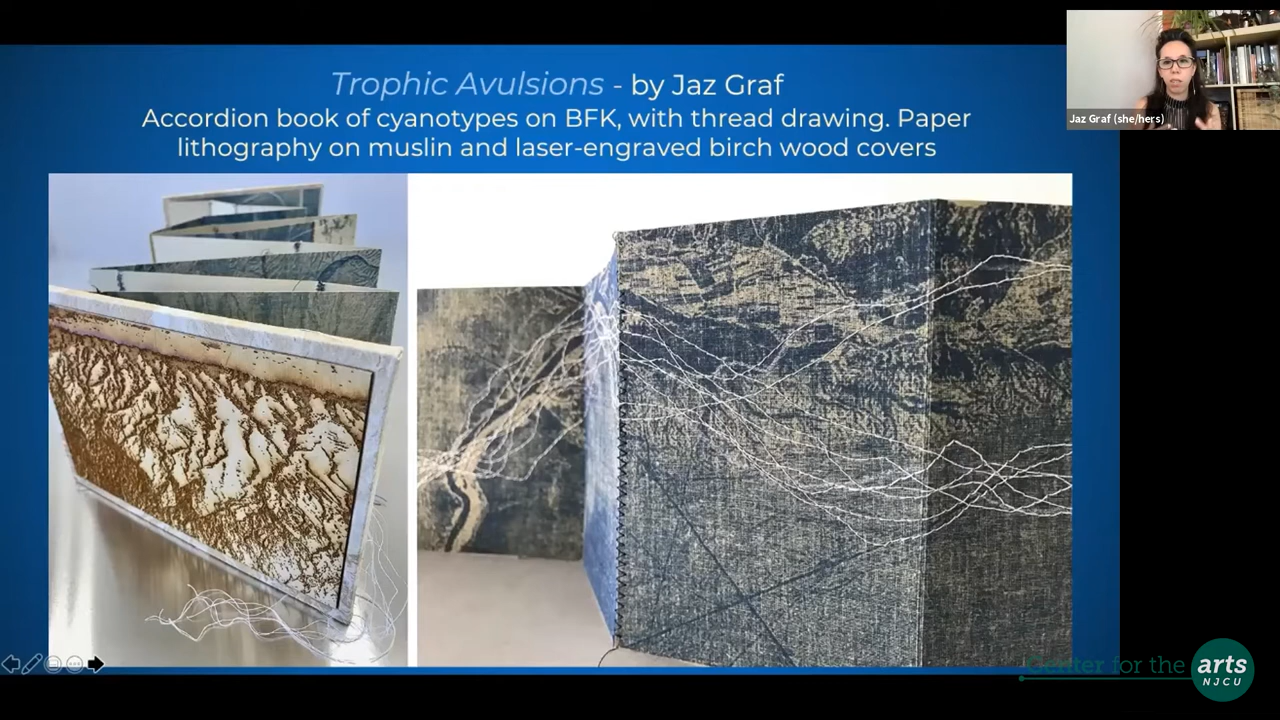 Trophic Avulsions - by Jaz Graf
Accordion book of cyanotypes on BFK, with thread drawing. Paper
lithography on muslin and laser-engraved birch wood covers
Jaz Graf (she/hers)
Center for the arts
NJCU